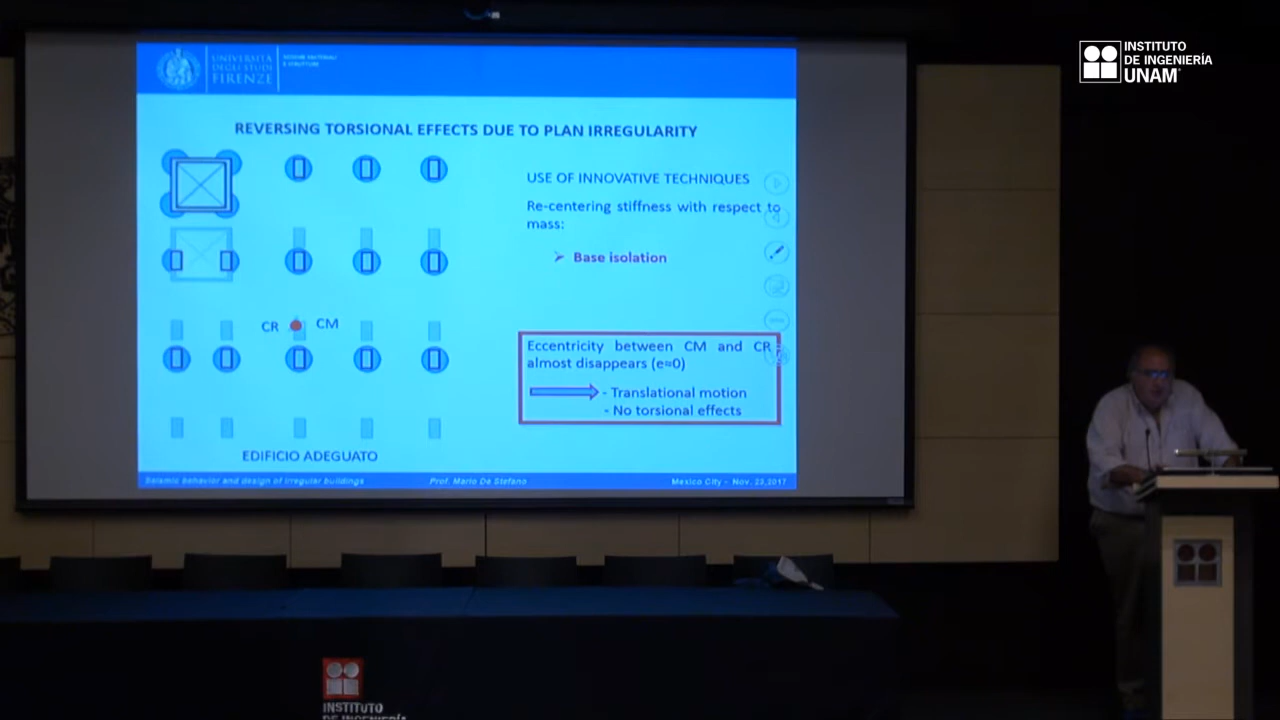 INSTITUTO
DE INGENIERÍA
UNAM
UNIVERSITÀ
DEGLI STUDI
FIRENZE
REVERSING TORSIONAL EFFECTS DUE TO PLAN IRREGULARITY
USE OF INNOVATIVE TECHNIQUES
Re-centering stiffness with respect to
mass:
➢ Base isolation
CR
CM
Eccentricity between CM and CR
almost disappears (e≈0)
- Translational motion
- No torsional effects
EDIFICIO ADEGUATO
Seismic behavior and design of irregular buildings
Prof. Mario De Stefano
Mexico City - Nov. 23,2017
INSTITUTO
DE INGENIERÍA